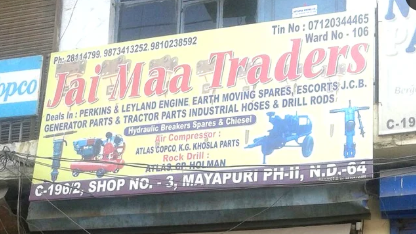 Tin No : 07120344465
Ward No - 106
Ph: 28114799, 9873413252, 9810238592
Jai Maa Traders
Deals in : PERKINS & LEYLAND ENGINE EARTH MOVING SPARES, ESCORTS J.C.B.
GENERATOR PARTS & TRACTOR PARTS INDUSTRIAL HOSES & DRILL RODS
Hydraulic Breakers Spares & Chiesel
Air Compressor :
ATLAS COPCO K.G. KHOSLA PARTS
Rock Drill :
ATLAS GP HOLMAN
C-196/2, SHOP NO. - 3, MAYAPURI PH-II, N.D.-64
opco
C-19